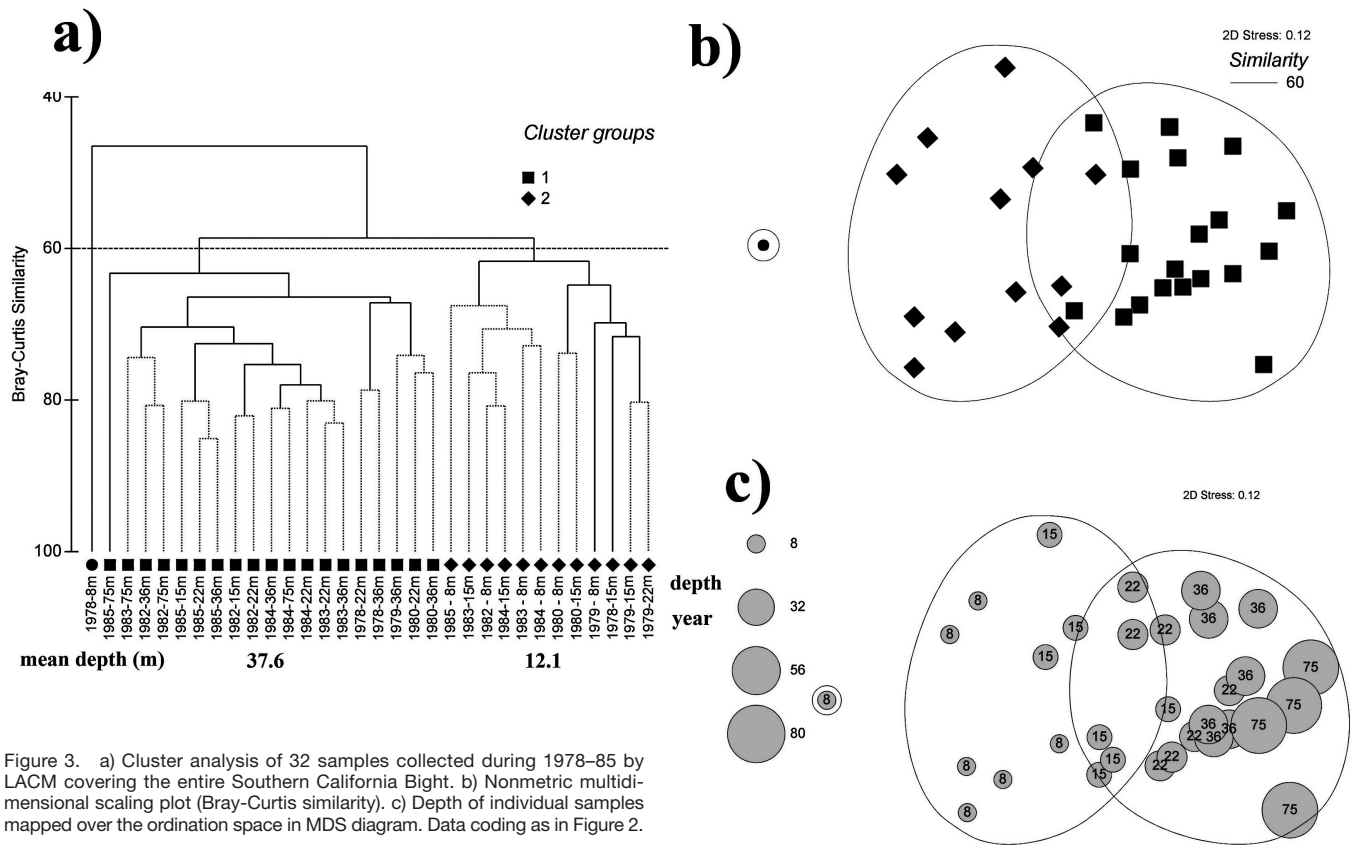 a)
40
60
80
100
Bray-Curtis Similarity
Cluster groups
1
2
1978-8m
1985-75m
1983-75m
1982-36m
1982-75m
1985-15m
1985-22m
1985-36m
1982-15m
1982-22m
1984-36m
1984-75m
1984-22m
1983-22m
1983-36m
1978-22m
1978-36m
1979-36m
1980-22m
1980-36m
1985 - 8m
1983-15m
1982 - 8m
1984-15m
1983 - 8m
1984 - 8m
1980 - 8m
1980-15m
1979 - 8m
1978-15m
1979-15m
1979-22m
depth
year
mean depth (m) 37.6 12.1
b)
2D Stress: 0.12
Similarity
60
c)
2D Stress: 0.12
8
32
56
80
8
15
8
8
15
15
22
22
22
36
36
36
75
36
22
75
15
36
36
75
22
36
15
8
15
22
22
15
8
8
8
75
Figure 3. a) Cluster analysis of 32 samples collected during 1978–85 by
LACM covering the entire Southern California Bight. b) Nonmetric multidi-
mensional scaling plot (Bray-Curtis similarity). c) Depth of individual samples
mapped over the ordination space in MDS diagram. Data coding as in Figure 2.